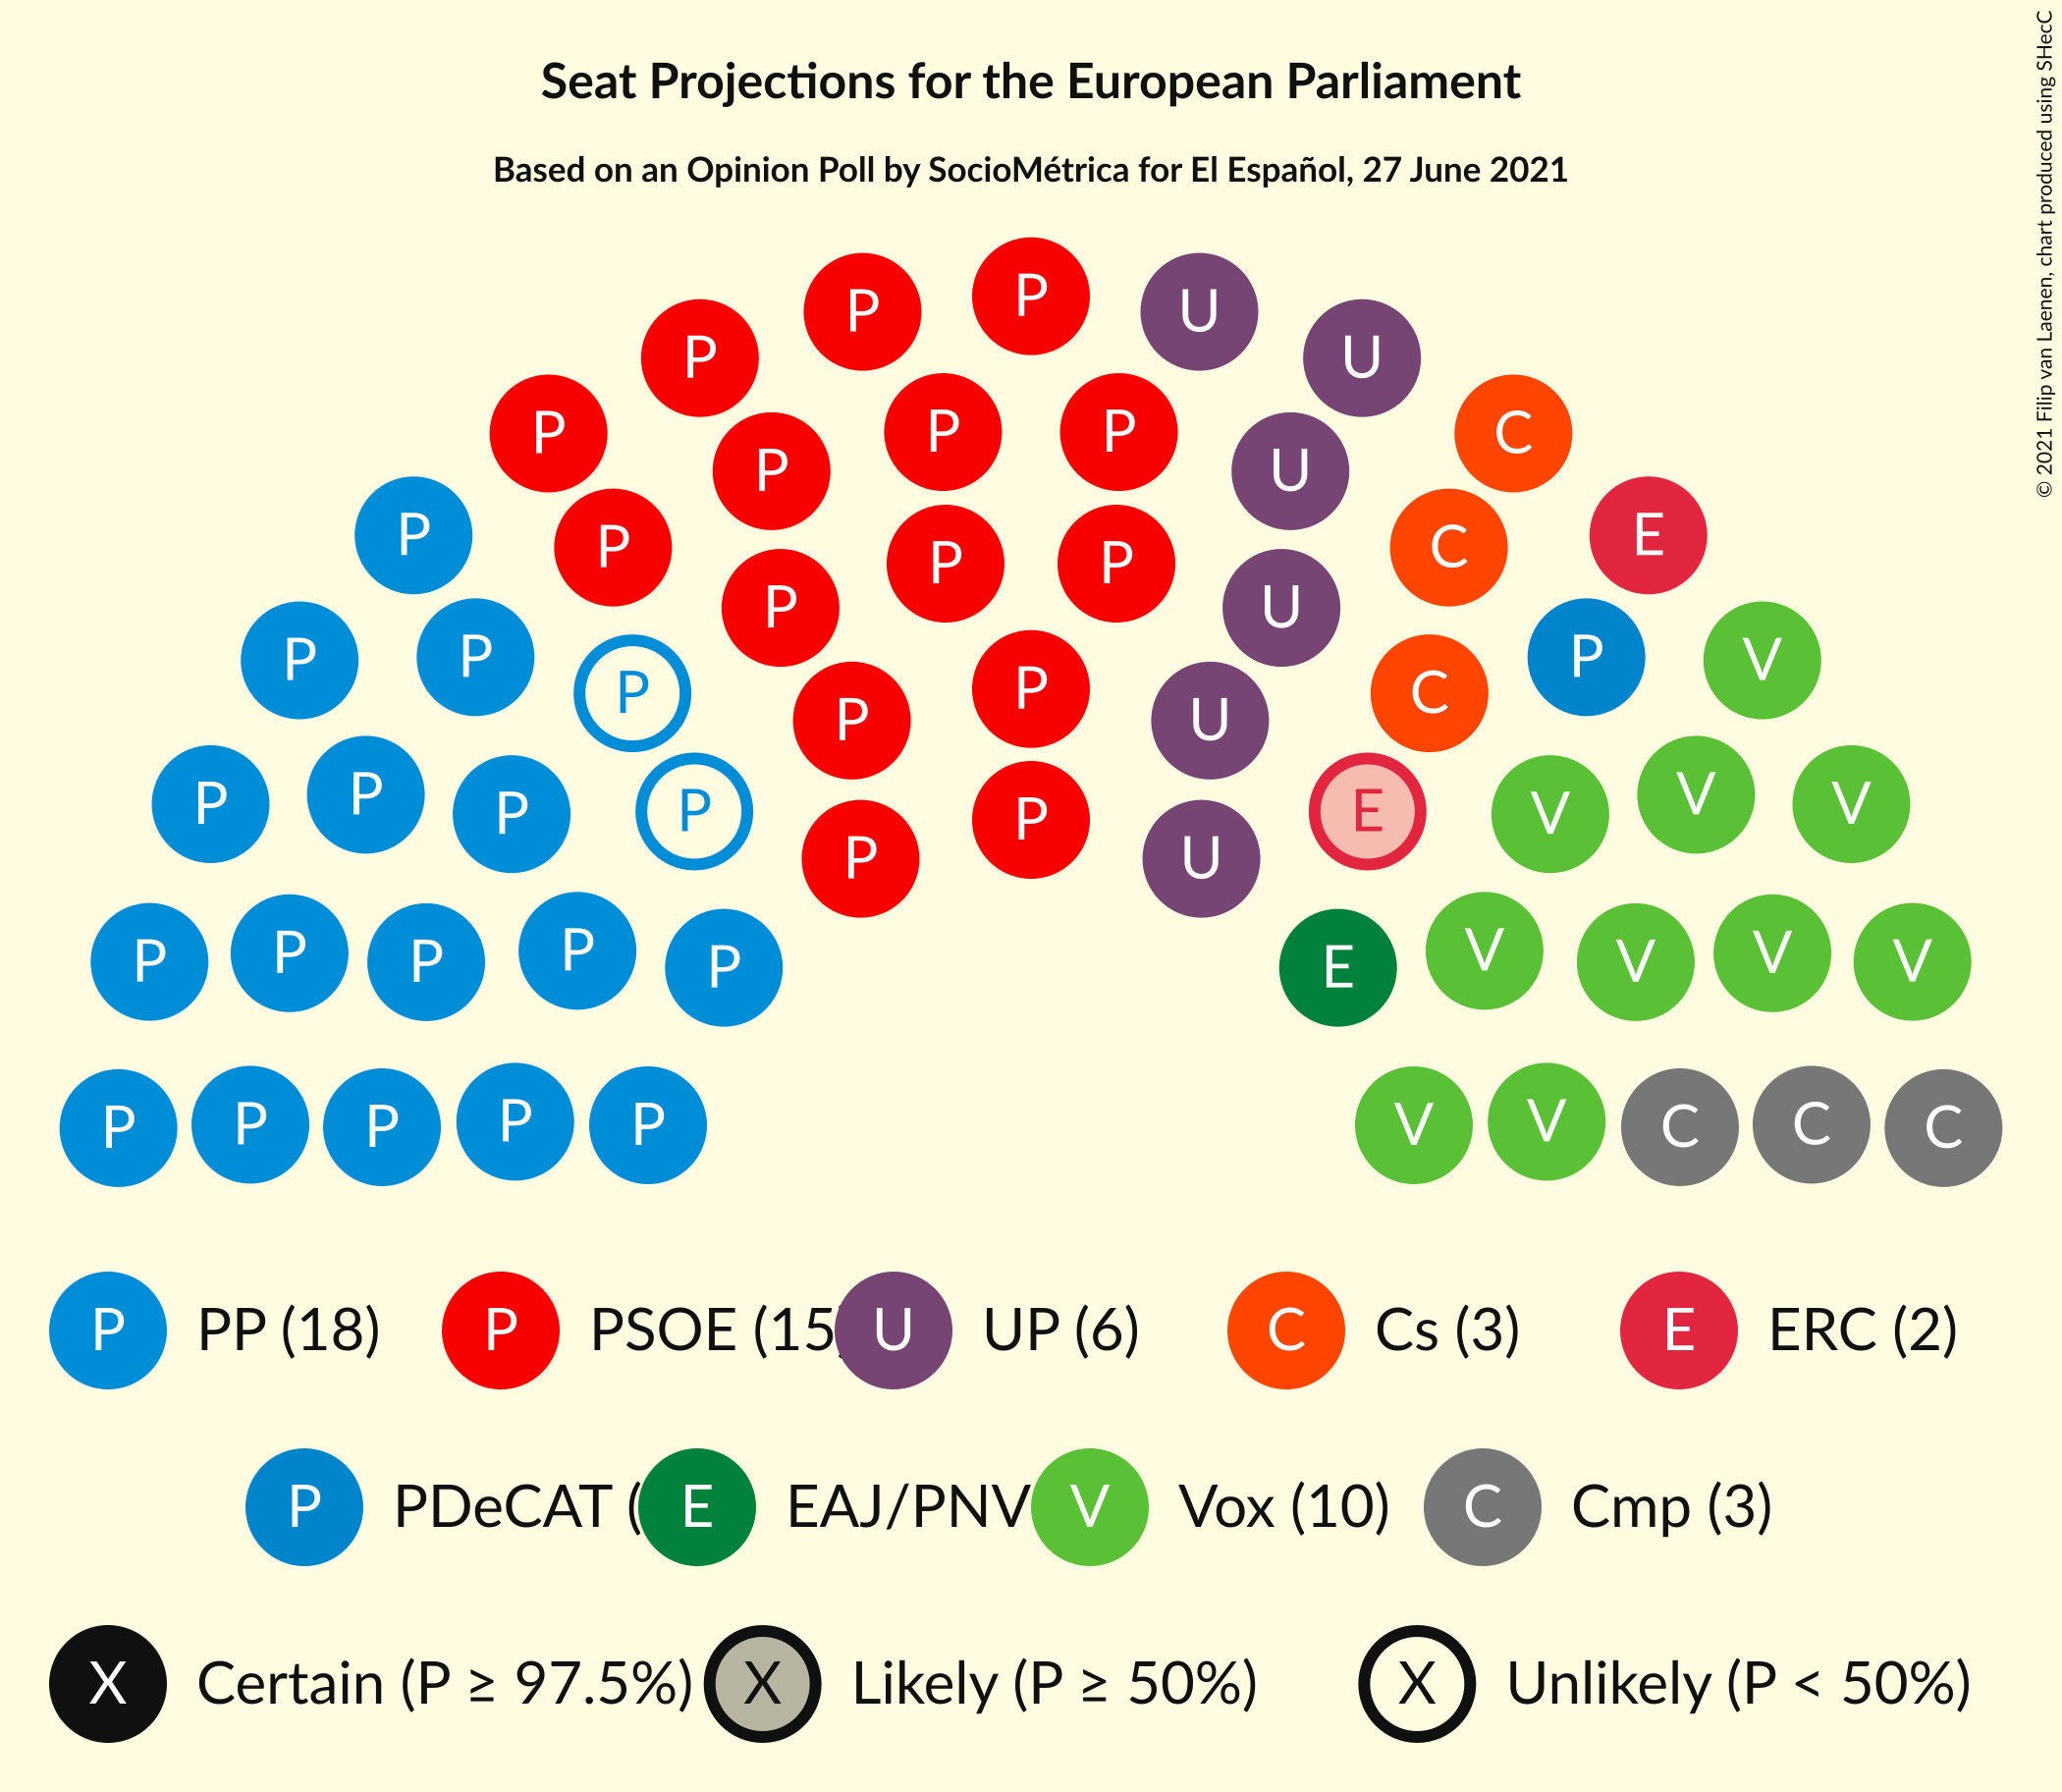 Seat Projections for the European Parliament
Based on an Opinion Poll by SocioMétrica for El Español, 27 June 2021
© 2021 Filip van Laenen, chart produced using SHecC
P P P U U
P P P P U C C E
P P P P P U
P P P P P P U C P V
P P P P P P U E V V V
P P P P P E V V V V
P P P P P V V C C C
P PP (18) P PSOE (15) U UP (6) C Cs (3) E ERC (2)
P PDeCAT ( E EAJ/PNV V Vox (10) C Cmp (3)
X Certain (P ≥ 97.5%) X Likely (P ≥ 50%) X Unlikely (P < 50%)